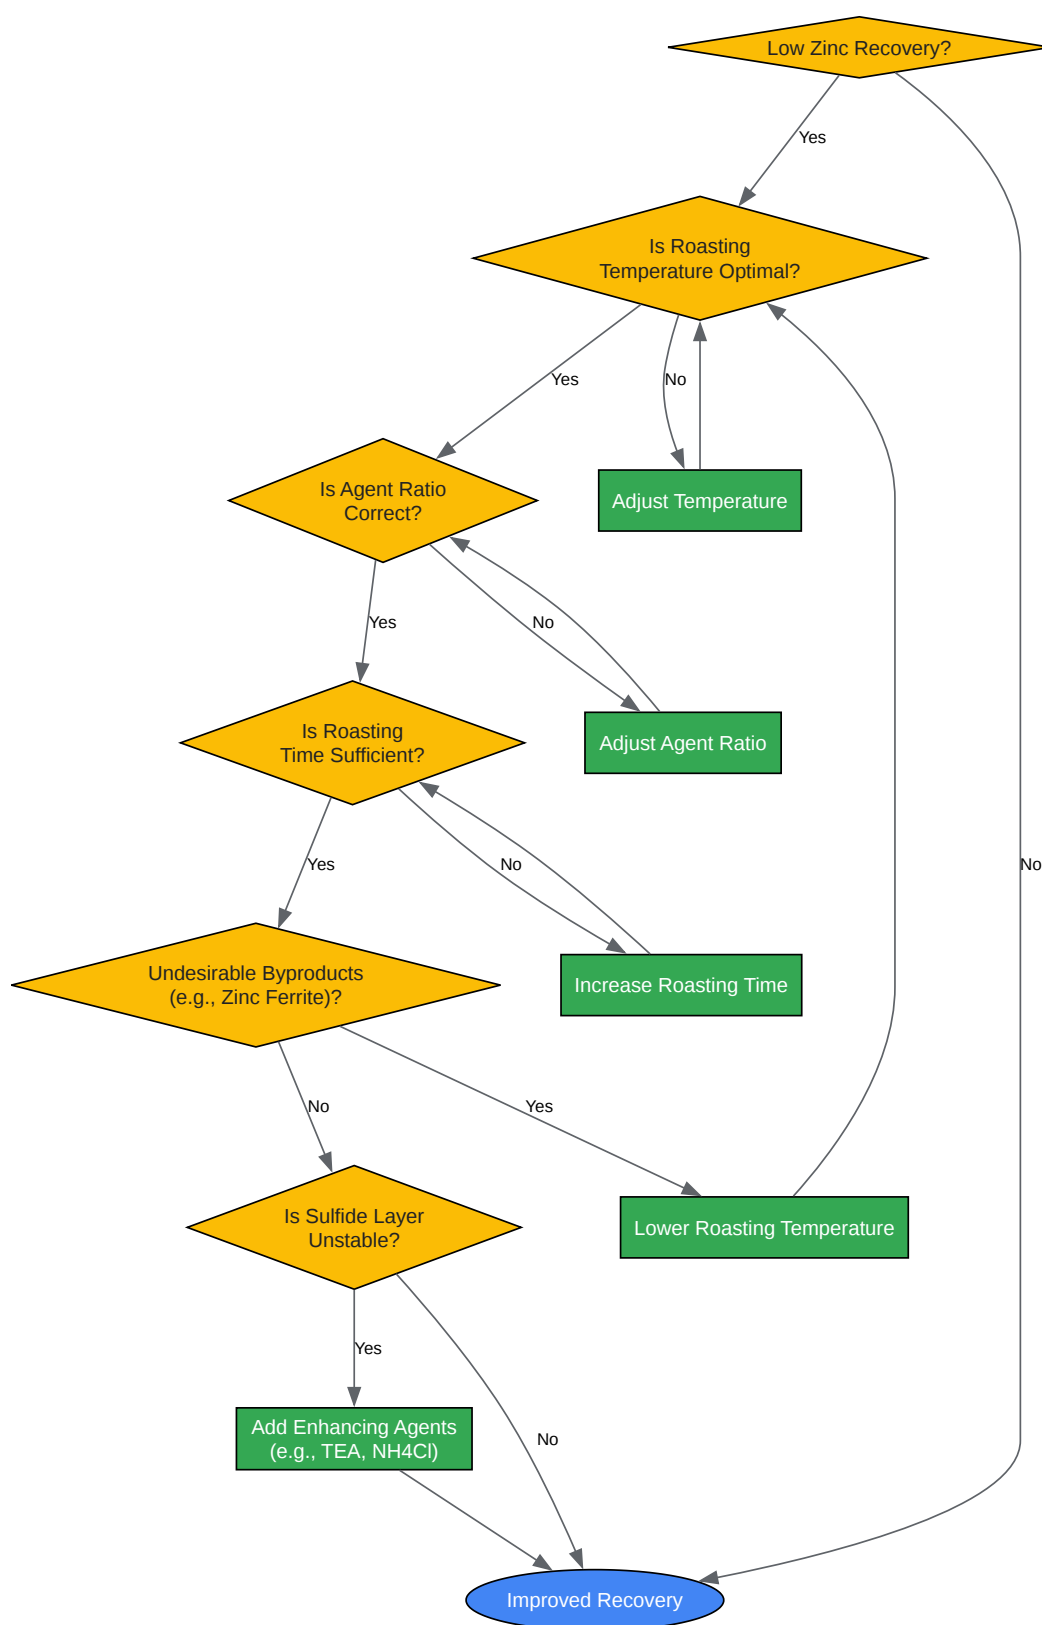 Low Zinc Recovery?
Yes
Is Roasting
Temperature Optimal?
Yes
No
Is Agent Ratio
Correct?
Adjust Temperature
Yes
No
Is Roasting
Time Sufficient?
Adjust Agent Ratio
Yes
No
No
Undesirable Byproducts
(e.g., Zinc Ferrite)?
Increase Roasting Time
No
Yes
Is Sulfide Layer
Unstable?
Lower Roasting Temperature
Yes
Add Enhancing Agents
(e.g., TEA, NH4Cl)
No
Improved Recovery